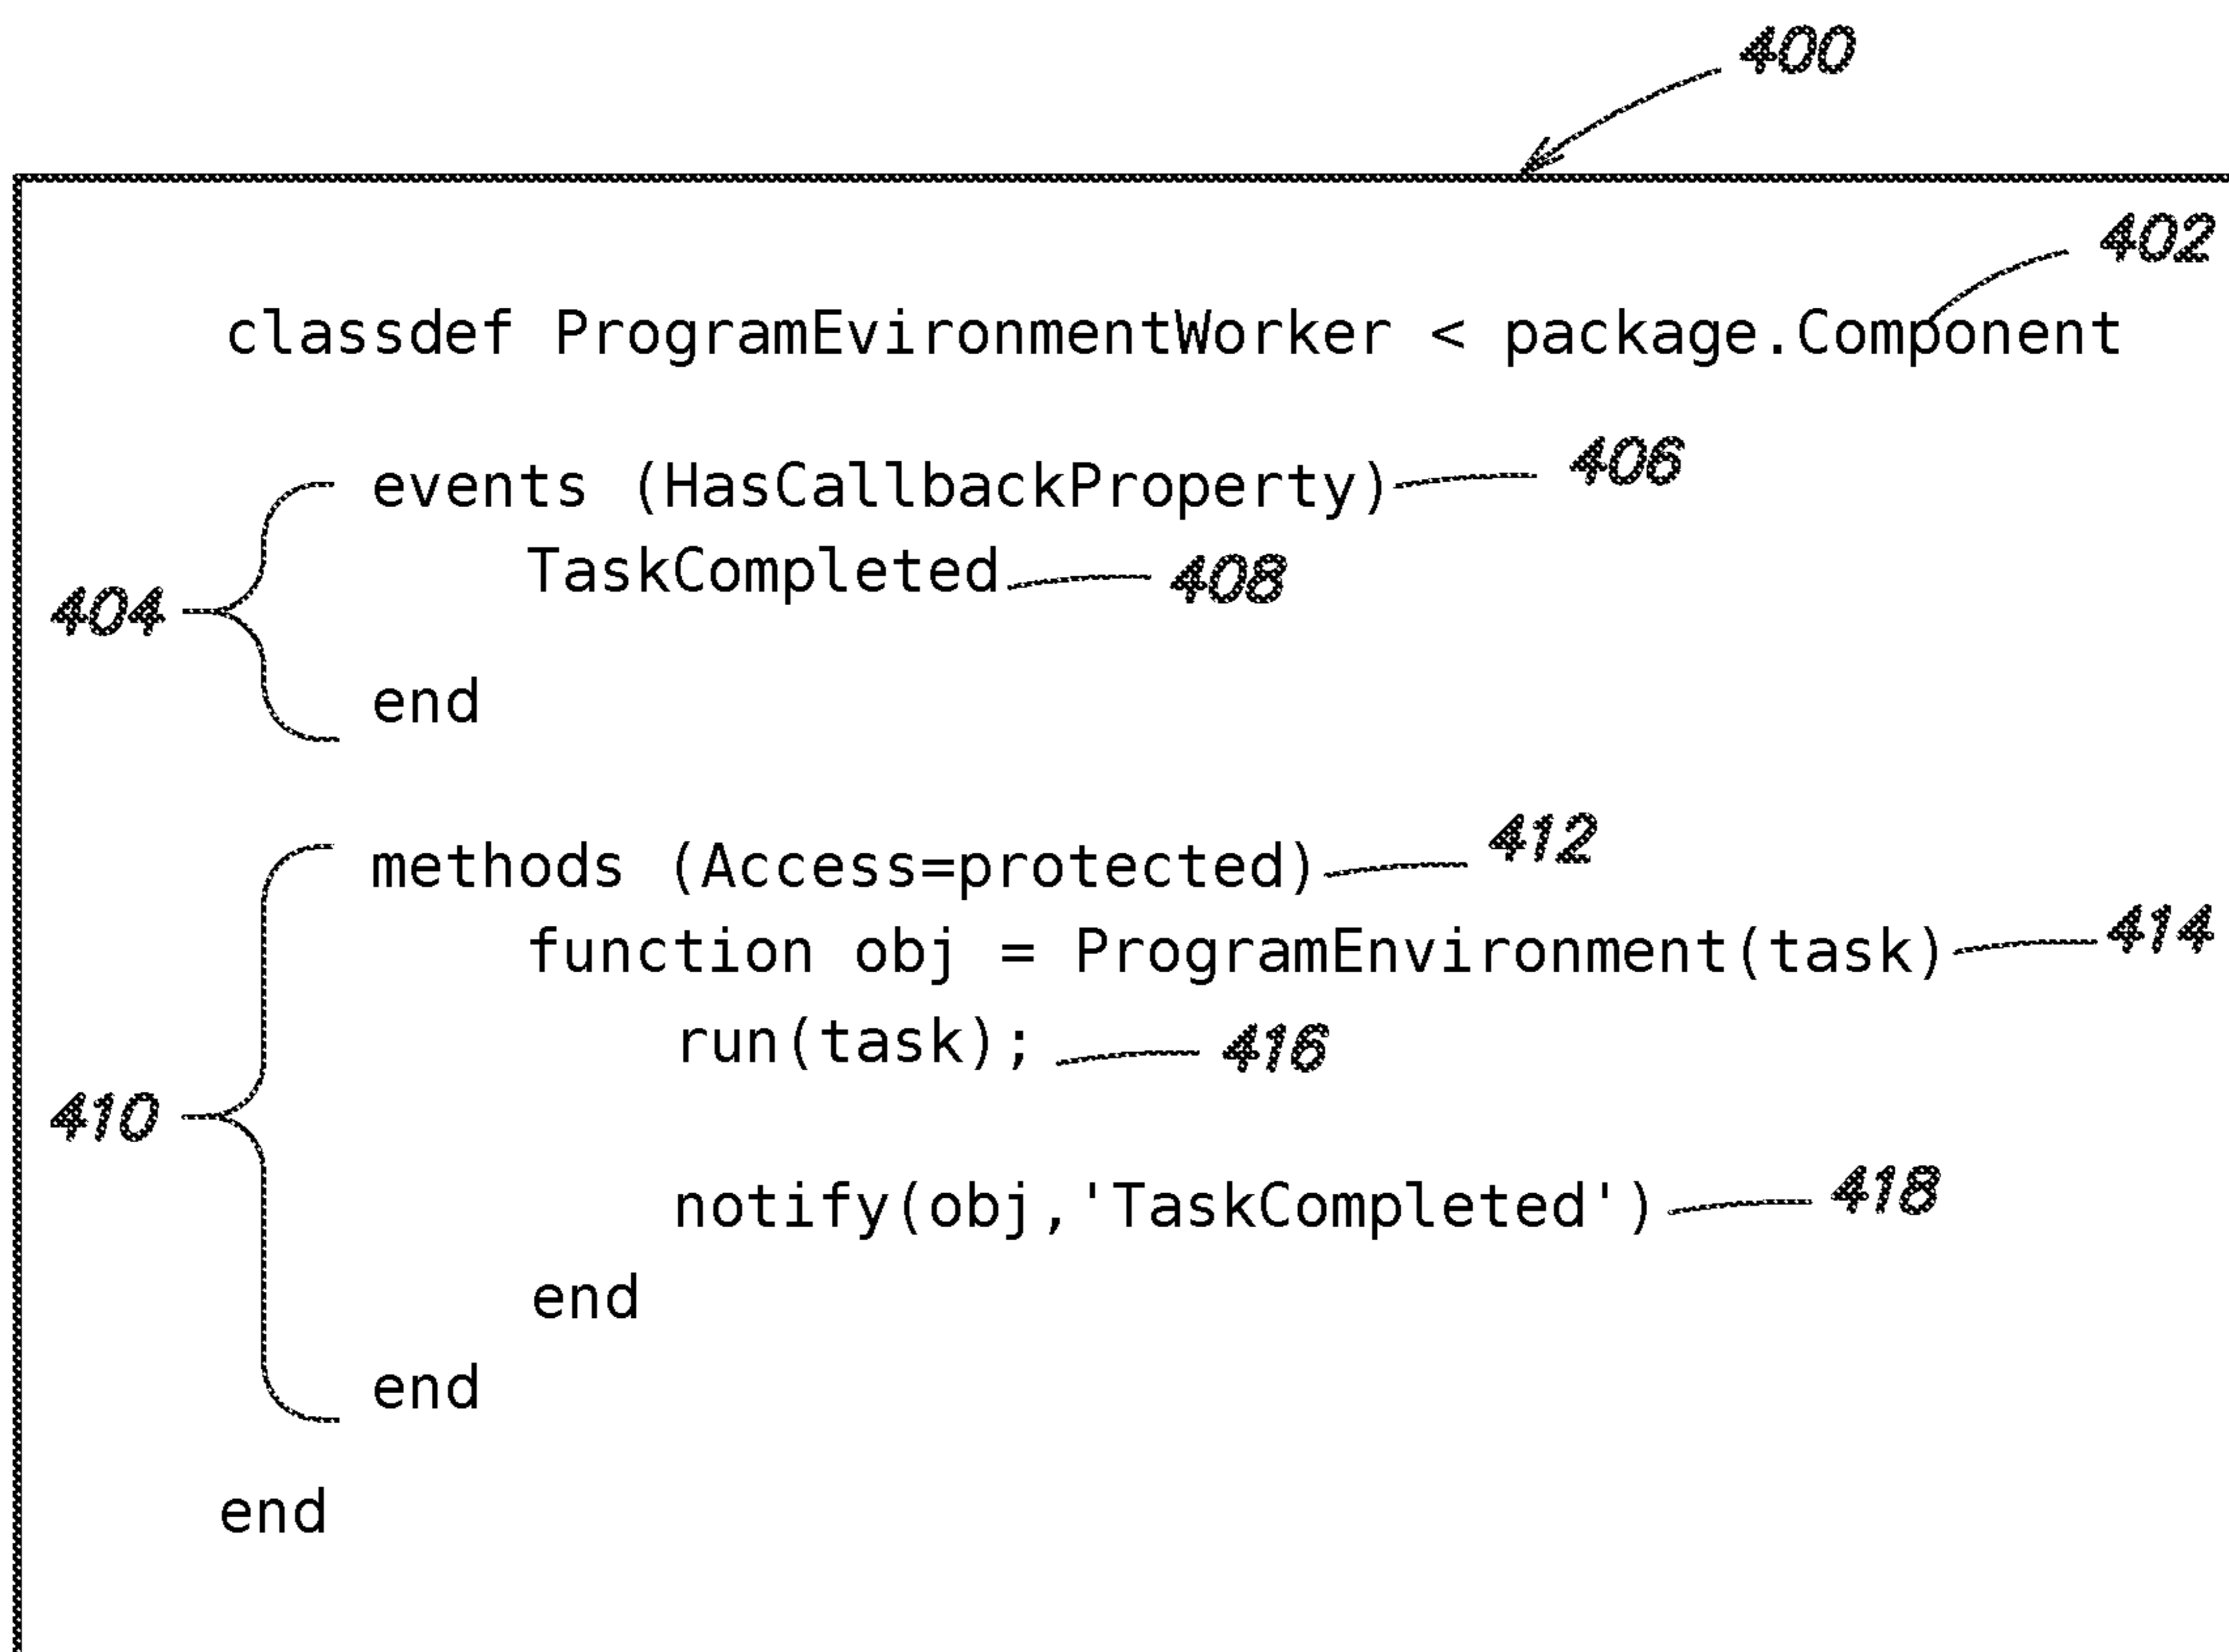 400
402
classdef ProgramEvironmentWorker < package.Component
events (HasCallbackProperty) 406
TaskCompleted 408
404
end
methods (Access=protected) 412
function obj = ProgramEnvironment(task) 414
run(task); 416
410
notify(obj,'TaskCompleted') 418
end
end
end